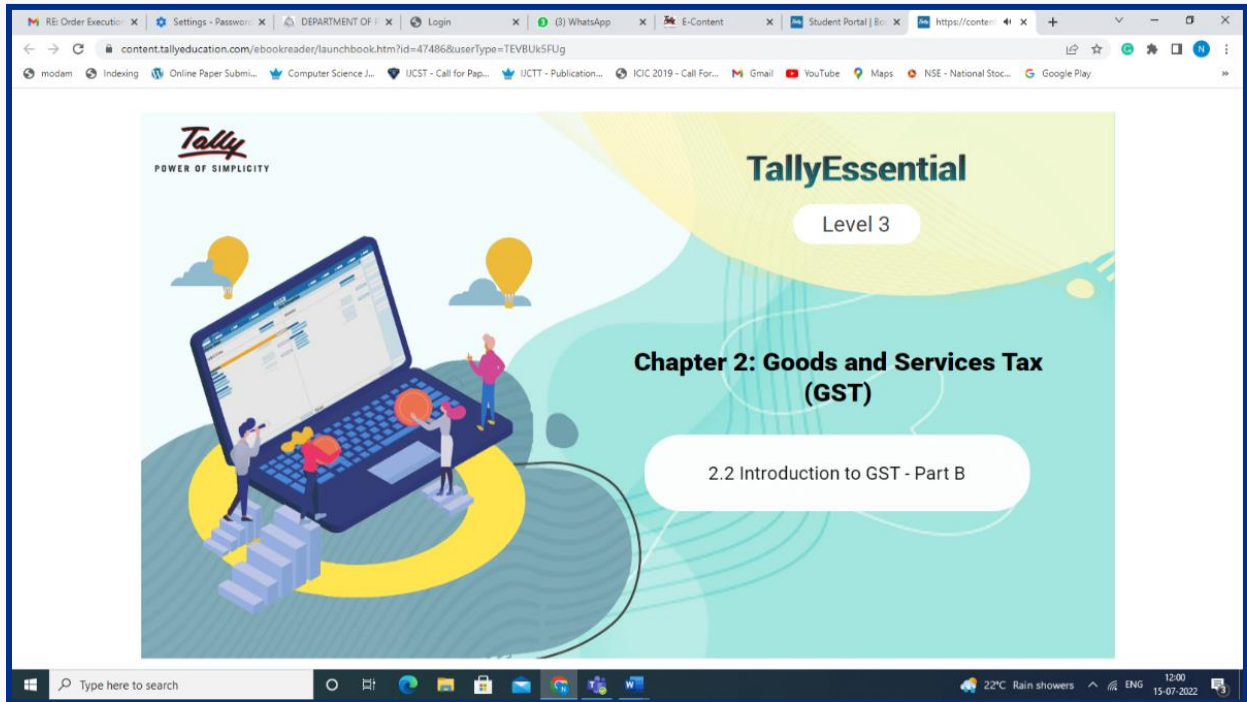 RE: Order Execution
Settings - Password
DEPARTMENT OF F
Login
(3) WhatsApp
E-Content
Student Portal | Bo
https://content
content.tallyeducation.com/ebookreader/launchbook.htm?id=47486&userType=TEVBUk5FUg
modam
Indexing
Online Paper Submi...
Computer Science J...
IJCST - Call for Pap...
IJCTT - Publication...
ICIC 2019 - Call For...
Gmail
YouTube
Maps
NSE - National Stoc...
Google Play
Tally
POWER OF SIMPLICITY
TallyEssential
Level 3
Chapter 2: Goods and Services Tax
(GST)
2.2 Introduction to GST - Part B
Type here to search
22°C Rain showers
ENG
12:00
15-07-2022